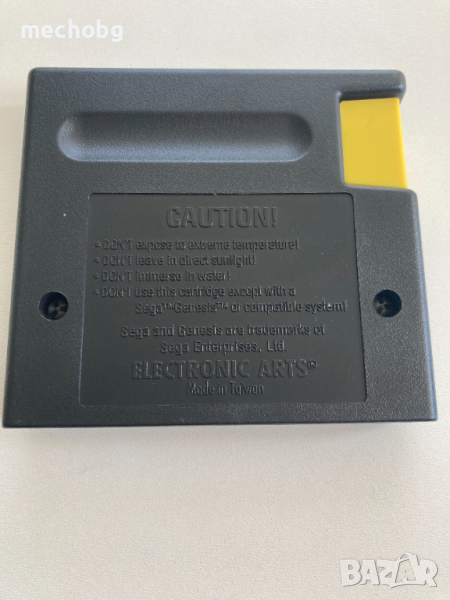 mechobg
CAUTION!
• DON'T expose to extreme temperature!
• DON'T leave in direct sunlight!
• DON'T immerse in water!
• DON'T use this cartridge except with a
Sega™ Genesis™ or compatible system!
Sega and Genesis are trademarks of
Sega Enterprises, Ltd.
ELECTRONIC ARTS®
Made in Taiwan
BAZAR